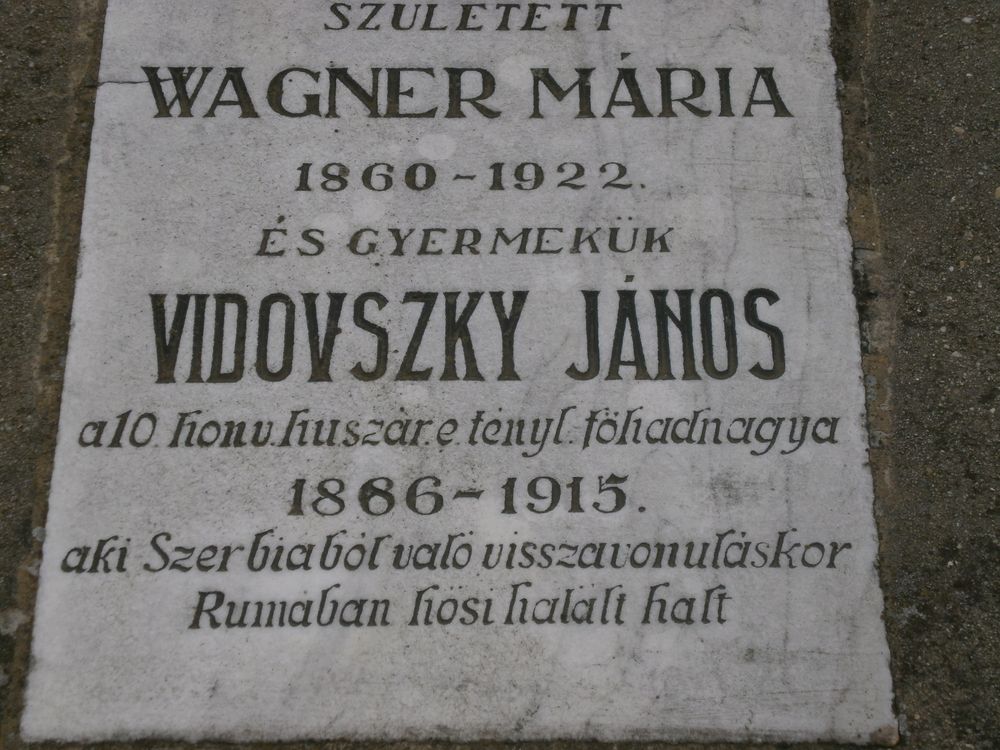 SZÜLETETT
WAGNER MÁRIA
1860-1922.
ÉS GYERMEKÜK
VIDOVSZKY JÁNOS
a 10. honv. huszár. e. tényl. főhadnagya
1886-1915.
aki Szerbiából való visszavonuláskor
Rumában hősi halált halt